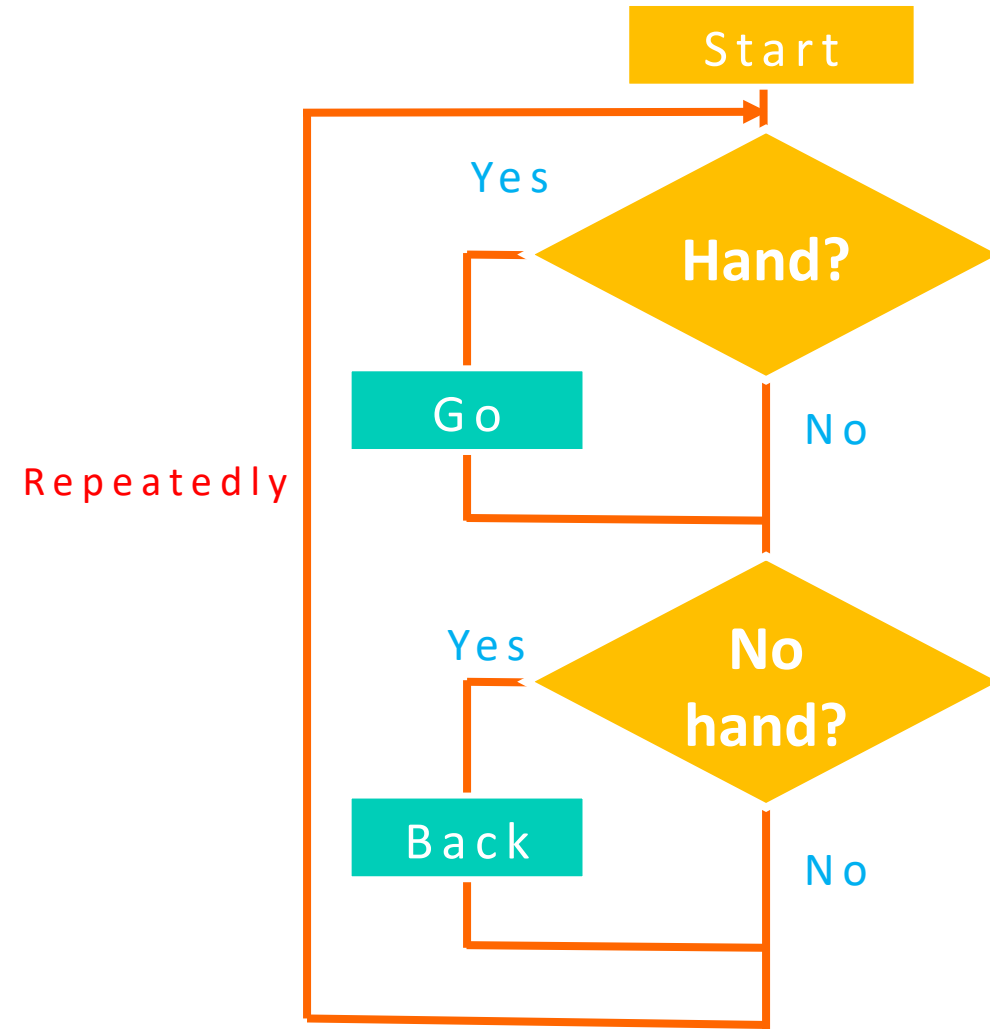 Start
Yes
Hand?
Go
No
Repeatedly
Yes
No
hand?
Back
No